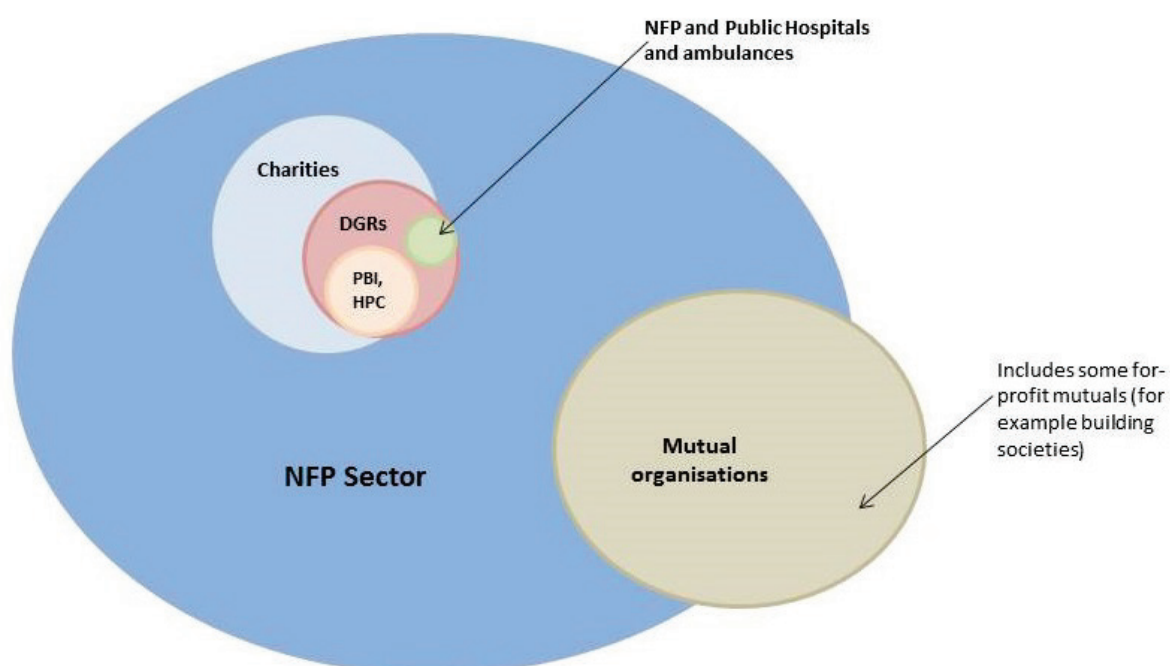 NFP and Public Hospitals
and ambulances
Charities
DGRs
PBI,
HPC
Includes some for-
profit mutuals (for
example building
societies)
Mutual
organisations
NFP Sector